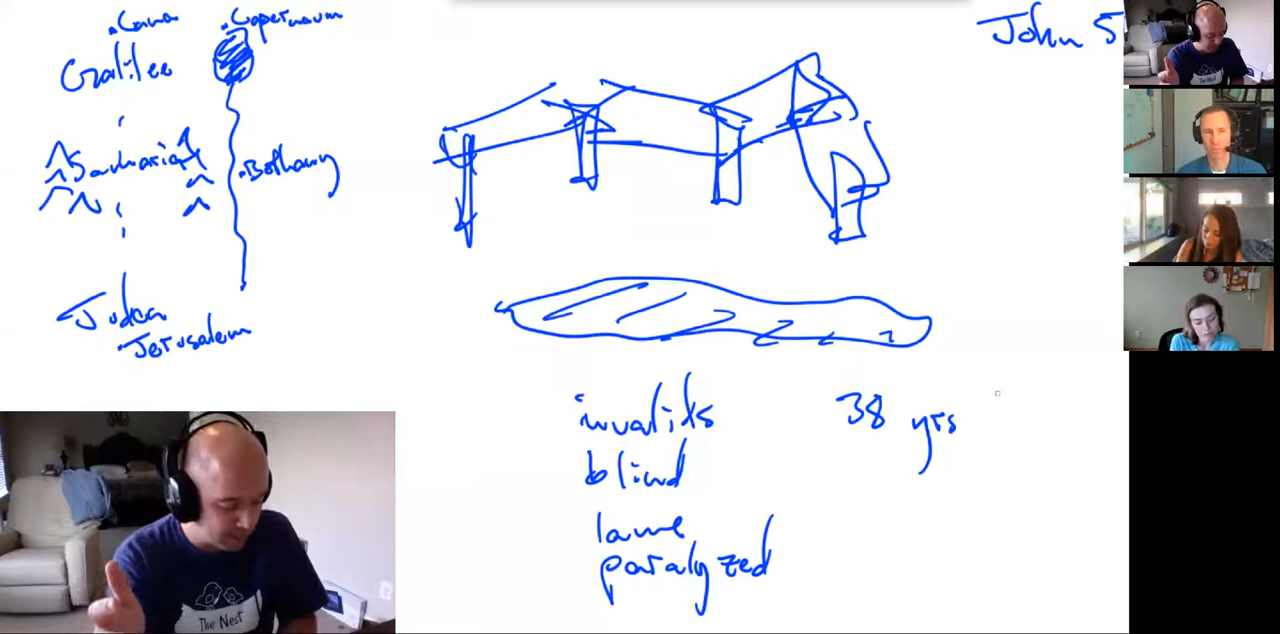 .Cana
.Capernaum
Galilee
Samaria
.Bethany
Judea
.Jerusalem
John 5
invalids
blind
lame
paralyzed
38 yrs
The Nest